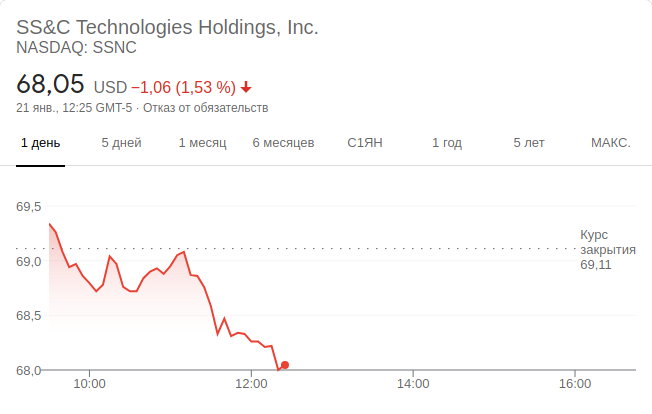 SS&C Technologies Holdings, Inc.
NASDAQ: SSNC
68,05 USD −1,06 (1,53 %)
21 янв., 12:25 GMT-5 · Отказ от обязательств
1 день 5 дней 1 месяц 6 месяцев С1ЯН 1 год 5 лет МАКС.
69,5
Курс
закрытия
69,11
69,0
68,5
68,0
10:00 12:00 14:00 16:00